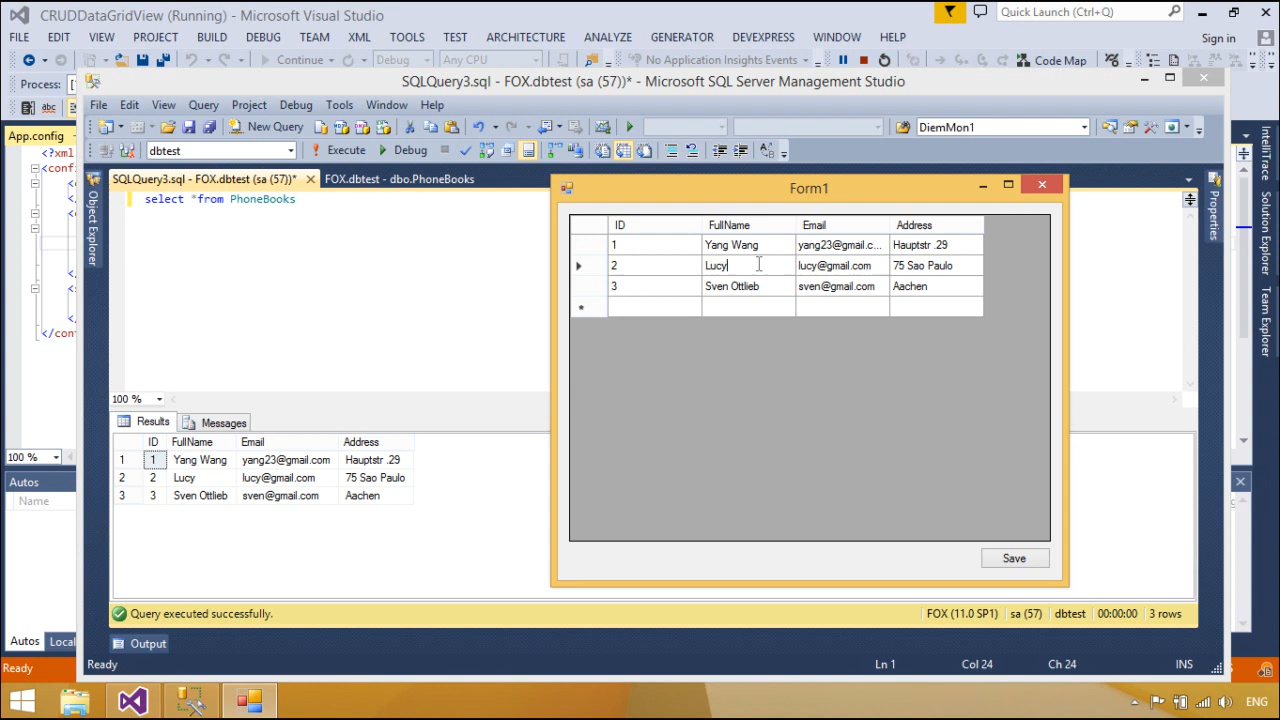 CRUDDataGridView (Running) - Microsoft Visual Studio
Quick Launch (Ctrl+Q)
FILE EDIT VIEW PROJECT BUILD DEBUG TEAM XML TOOLS TEST ARCHITECTURE ANALYZE GENERATOR DEVEXPRESS WINDOW HELP
Sign in
Continue Debug Any CPU No Application Insights Events Code Map
Process:
SQLQuery3.sql - FOX.dbtest (sa (57))* - Microsoft SQL Server Management Studio
File Edit View Query Project Debug Tools Window Help
New Query DiemMon1
dbtest Execute Debug
App.config
SQLQuery3.sql - FOX.dbtest (sa (57))* FOX.dbtest - dbo.PhoneBooks
<?xml
<conf
</conf
100 %
Object Explorer
select *from PhoneBooks
Form1
ID FullName Email Address
1 Yang Wang yang23@gmail.c... Hauptstr .29
2 Lucy lucy@gmail.com 75 Sao Paulo
3 Sven Ottlieb sven@gmail.com Aachen
*
Save
100 %
Results Messages
ID FullName Email Address
1 1 Yang Wang yang23@gmail.com Hauptstr .29
2 2 Lucy lucy@gmail.com 75 Sao Paulo
3 3 Sven Ottlieb sven@gmail.com Aachen
Query executed successfully.
FOX (11.0 SP1) sa (57) dbtest 00:00:00 3 rows
Output
Ready Ln 1 Col 24 Ch 24 INS
Properties
IntelliTrace
Solution Explorer
Team Explorer
Autos
Name
Autos Local
Ready
ENG